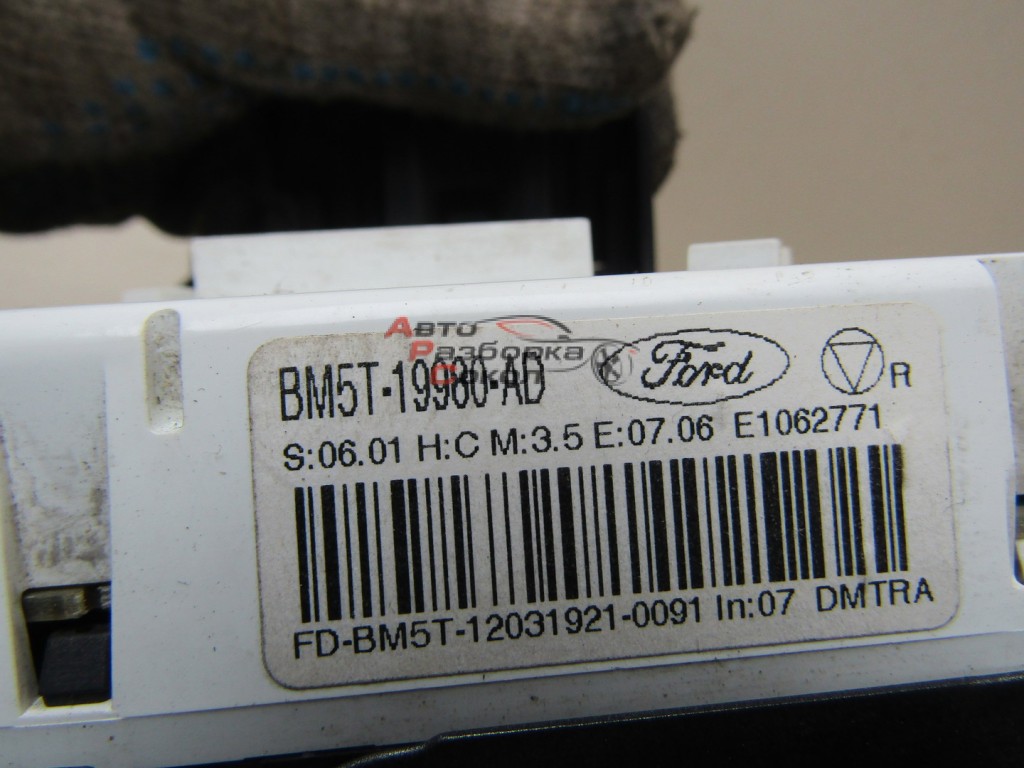 Авто
Разборка
Сокол
BM5T-19980-AD Ford R
S:06.01 H:C M:3.5 E:07.06 E1062771
FD-BM5T-12031921-0091 In:07 DMTRA